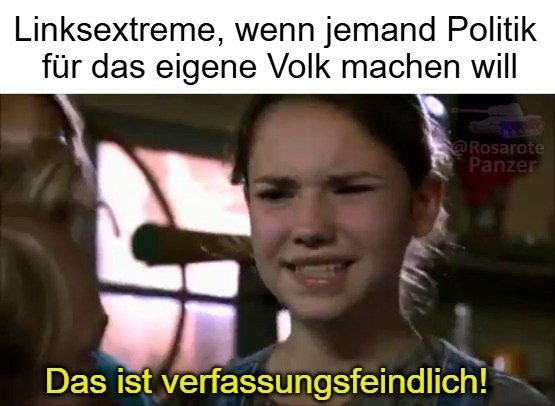 Linksextreme, wenn jemand Politik
für das eigene Volk machen will
@Rosarote
Panzer
Das ist verfassungsfeindlich!